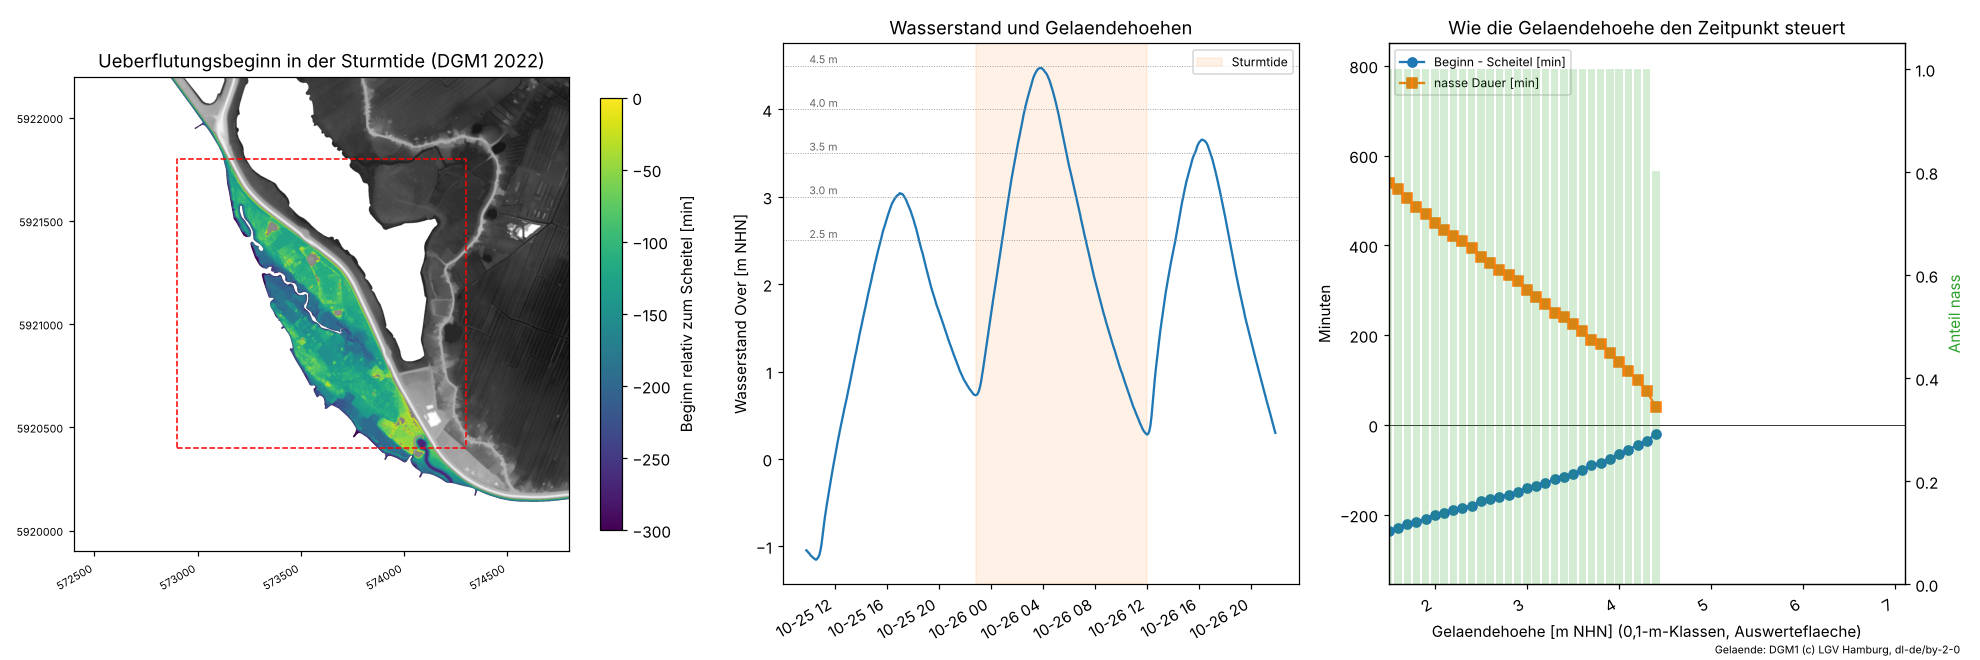 Ueberflutungsbeginn in der Sturmtide (DGM1 2022)
5922000
5921500
5921000
5920500
5920000
572500
573000
573500
574000
574500
0
−50
−100
−150
−200
−250
−300
Beginn relativ zum Scheitel [min]
Wasserstand und Gelaendehoehen
Sturmtide
4.5 m
4.0 m
3.5 m
3.0 m
2.5 m
4
3
2
1
0
−1
Wasserstand Over [m NHN]
10-25 12
10-25 16
10-25 20
10-26 00
10-26 04
10-26 08
10-26 12
10-26 16
10-26 20
Wie die Gelaendehoehe den Zeitpunkt steuert
Beginn - Scheitel [min]
nasse Dauer [min]
800
600
400
200
0
−200
Minuten
1.0
0.8
0.6
0.4
0.2
0.0
Anteil nass
2
3
4
5
6
7
Gelaendehoehe [m NHN] (0,1-m-Klassen, Auswerteflaeche)
Gelaende: DGM1 (c) LGV Hamburg, dl-de/by-2-0